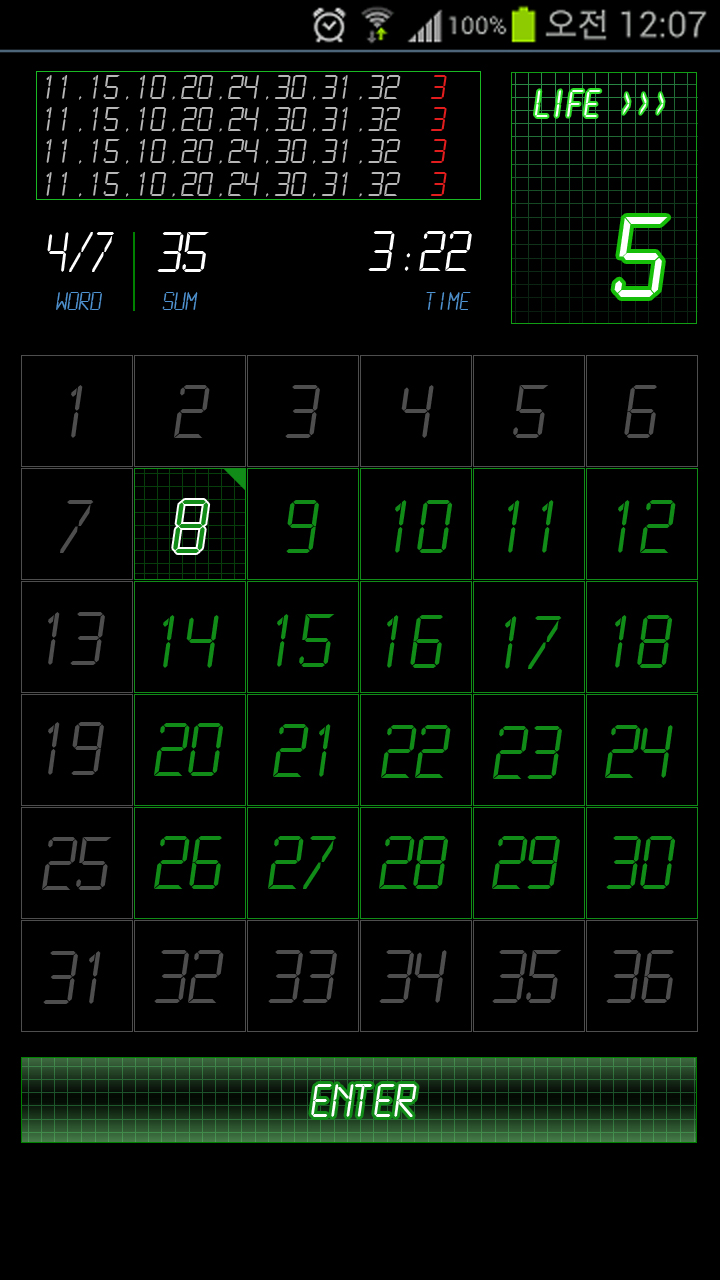 100% 오전 12:07
11.15.10.20.24.30.31.32 3
11.15.10.20.24.30.31.32 3
11.15.10.20.24.30.31.32 3
11.15.10.20.24.30.31.32 3
LIFE >>>
5
4/7 35 3:22
WORD SUM TIME
1 2 3 4 5 6
7 8 9 10 11 12
13 14 15 16 17 18
19 20 21 22 23 24
25 26 27 28 29 30
31 32 33 34 35 36
ENTER